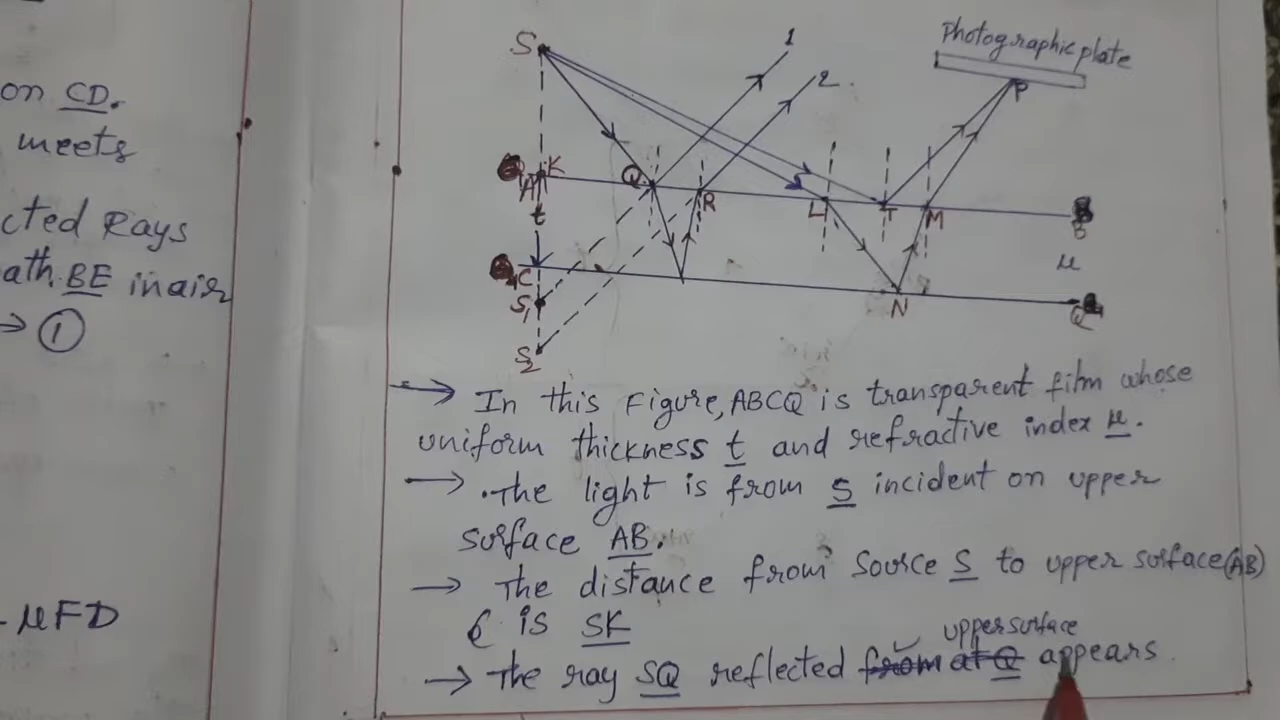 on CD.
meets
cted Rays
ath BE in air
→ ①
- μFD
S
1
2.
Photographic plate
P
A K
Q
R
L
T
M
B
t
C
μ
S1
N
Q
S2
→ In this Figure, ABCQ is transparent film whose
uniform thickness t and refractive index μ.
→ .The light is from S incident on upper
surface AB.
→ The distance from Source S to upper surface(AB)
is SK
upper surface
→ The ray SQ reflected from at Q appears